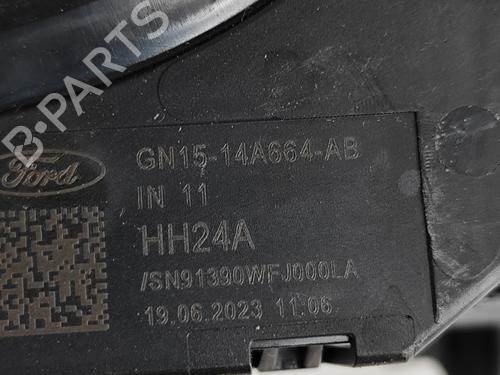 B-PARTS
Ford
GN15-14A664-AB
IN 11
HH24A
/SN91390WFJ000LA
19.06.2023 11:06